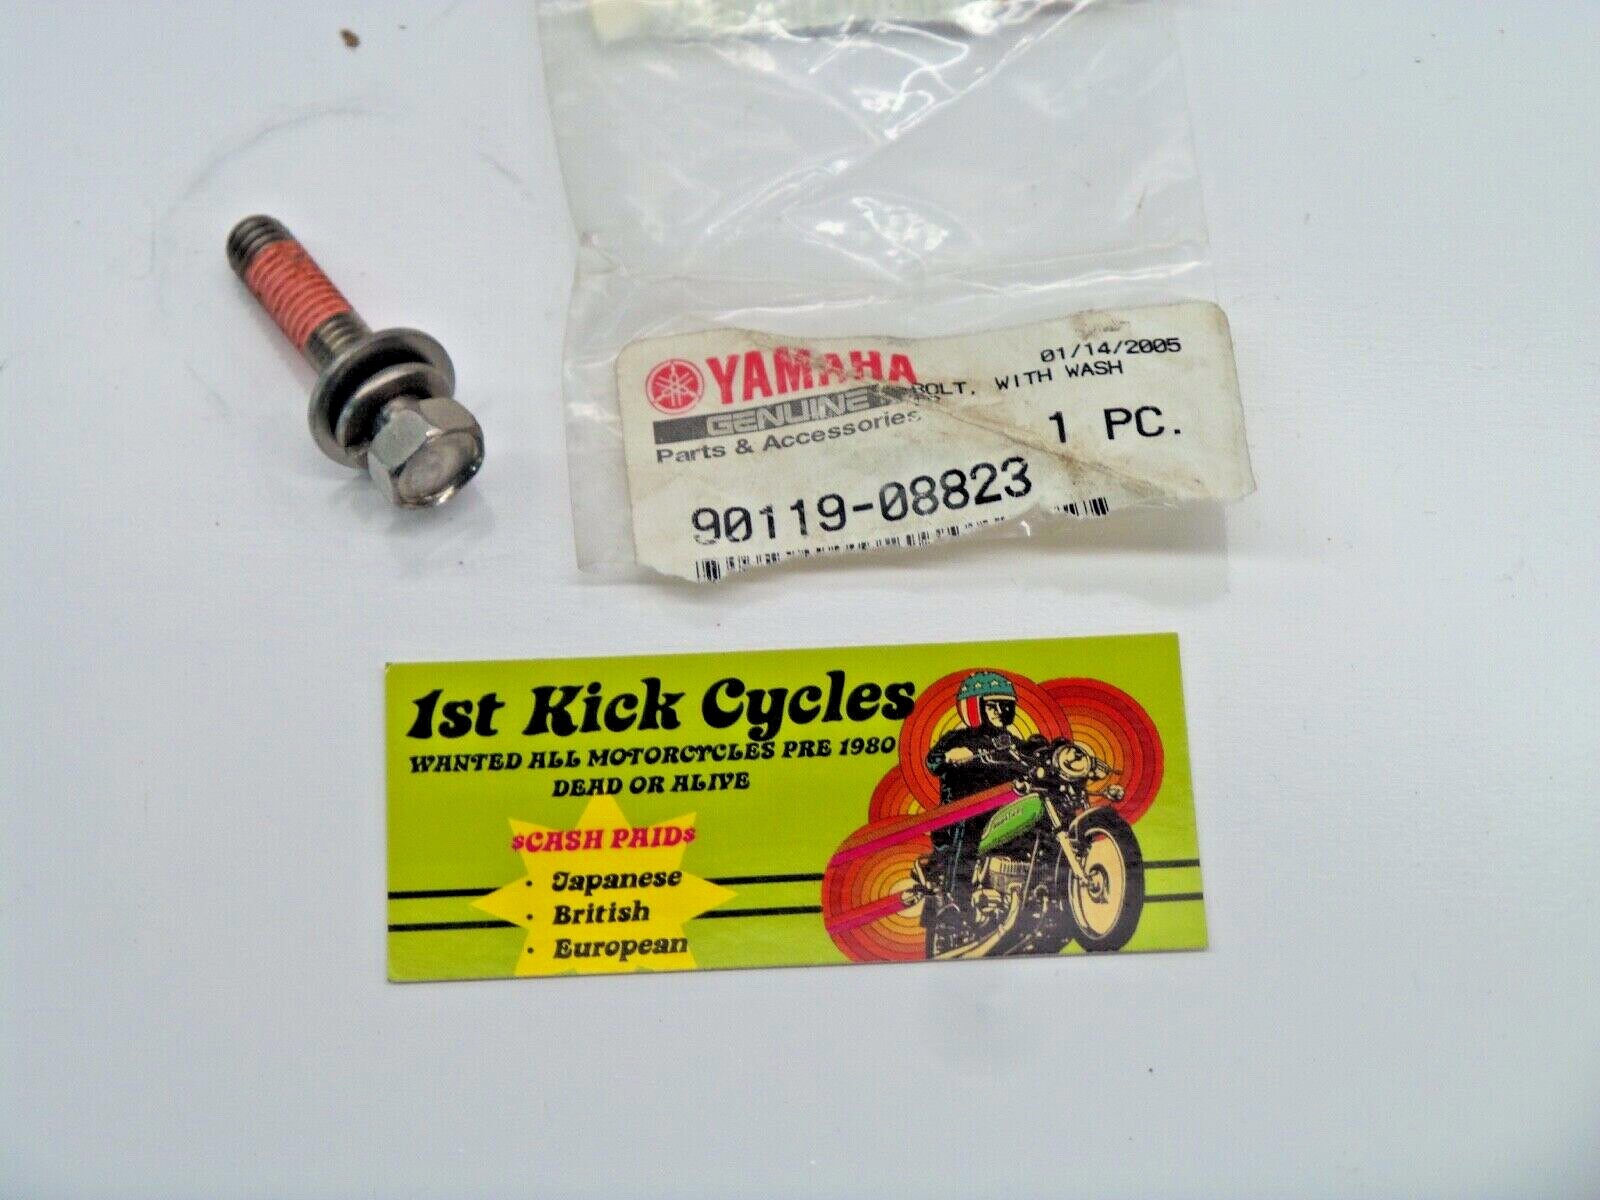 YAMAHA
GENUINE
Parts & Accessories
01/14/2005
BOLT, WITH WASH
1 PC.
90119-08823
1st Kick Cycles
WANTED ALL MOTORCYCLES PRE 1980
DEAD OR ALIVE
$CASH PAID$
· Japanese
· British
· European